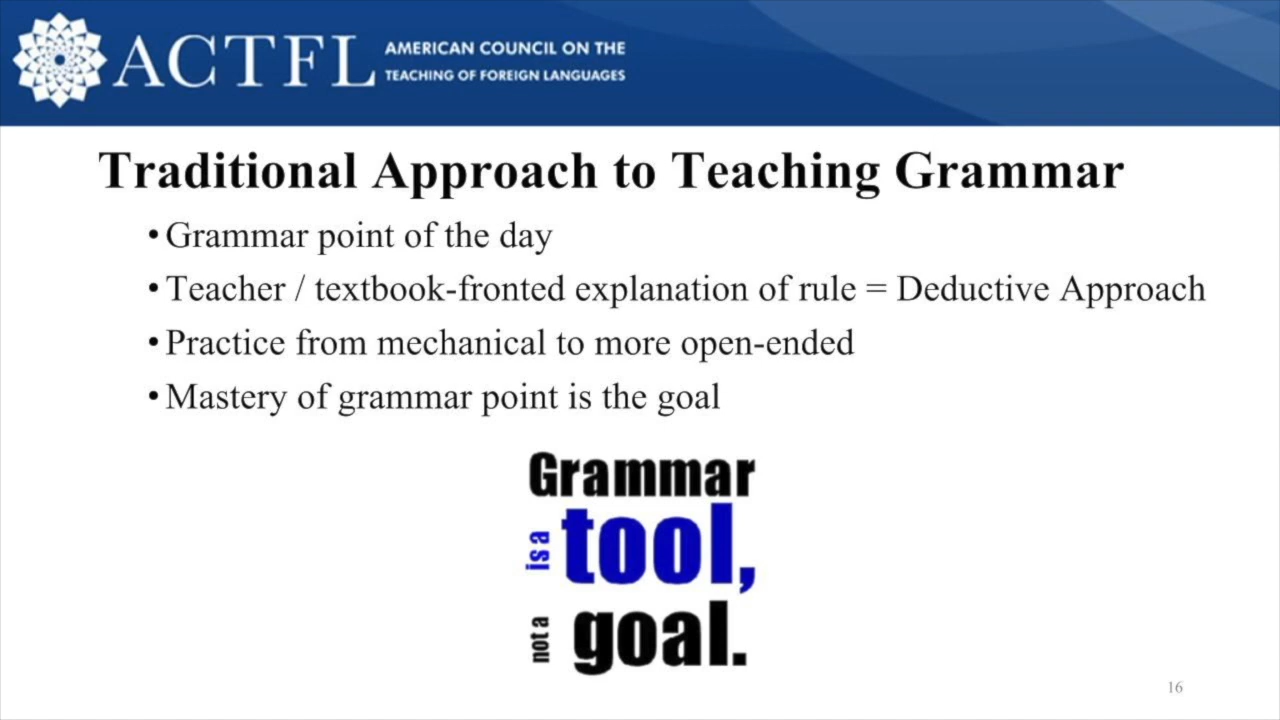 ACTFL
AMERICAN COUNCIL ON THE
TEACHING OF FOREIGN LANGUAGES
Traditional Approach to Teaching Grammar
• Grammar point of the day
• Teacher / textbook-fronted explanation of rule = Deductive Approach
• Practice from mechanical to more open-ended
• Mastery of grammar point is the goal
Grammar
is a tool,
not a goal.
16